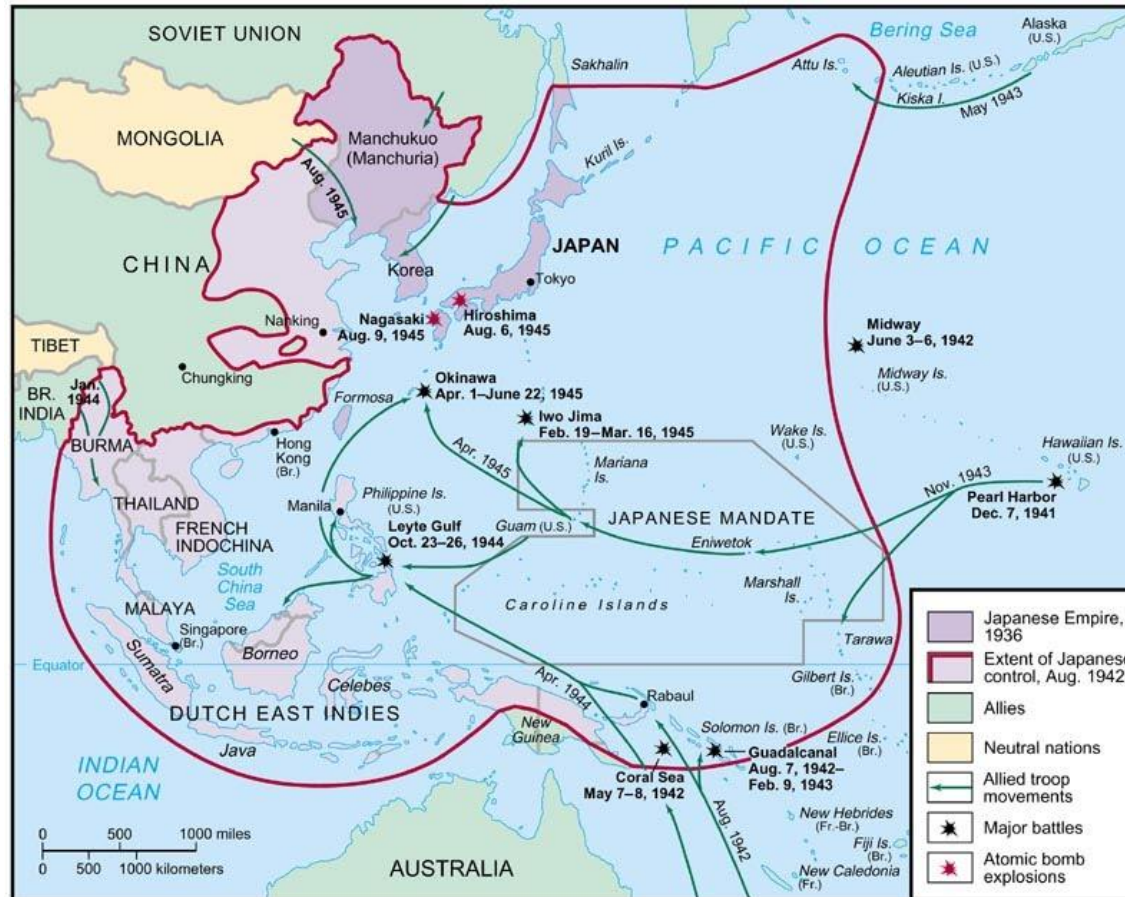 SOVIET UNION
Bering Sea
Alaska
(U.S.)
Sakhalin
Attu Is.
Aleutian Is. (U.S.)
Kiska I.
May 1943
MONGOLIA
Manchukuo
(Manchuria)
Kuril Is.
Aug. 1945
JAPAN
PACIFIC OCEAN
CHINA
Korea
Tokyo
Nanking
Nagasaki
Aug. 9, 1945
Hiroshima
Aug. 6, 1945
Midway
June 3–6, 1942
TIBET
Chungking
Midway Is.
(U.S.)
BR.
INDIA
Jan.
1944
Formosa
Okinawa
Apr. 1–June 22, 1945
Iwo Jima
Feb. 19–Mar. 16, 1945
Wake Is.
(U.S.)
Hawaiian Is.
(U.S.)
BURMA
Hong
Kong
(Br.)
Apr. 1945
Mariana
Is.
Nov. 1943
Pearl Harbor
Dec. 7, 1941
THAILAND
Philippine Is.
(U.S.)
Manila
FRENCH
INDOCHINA
Leyte Gulf
Oct. 23–26, 1944
Guam (U.S.)
JAPANESE MANDATE
Eniwetok
South
China
Sea
Marshall
Is.
Caroline Islands
MALAYA
Singapore
(Br.)
Tarawa
Equator
Sumatra
Borneo
Celebes
Apr. 1944
Rabaul
Gilbert Is.
(Br.)
DUTCH EAST INDIES
New
Guinea
Solomon Is. (Br.)
Ellice Is.
(Br.)
Java
Guadalcanal
Aug. 7, 1942–
Feb. 9, 1943
Coral Sea
May 7–8, 1942
INDIAN
OCEAN
Aug. 1942
New Hebrides
(Fr.-Br.)
Fiji Is.
(Br.)
New Caledonia
(Fr.)
AUSTRALIA
0 500 1000 miles
0 500 1000 kilometers
Japanese Empire,
1936
Extent of Japanese
control, Aug. 1942
Allies
Neutral nations
Allied troop
movements
Major battles
Atomic bomb
explosions